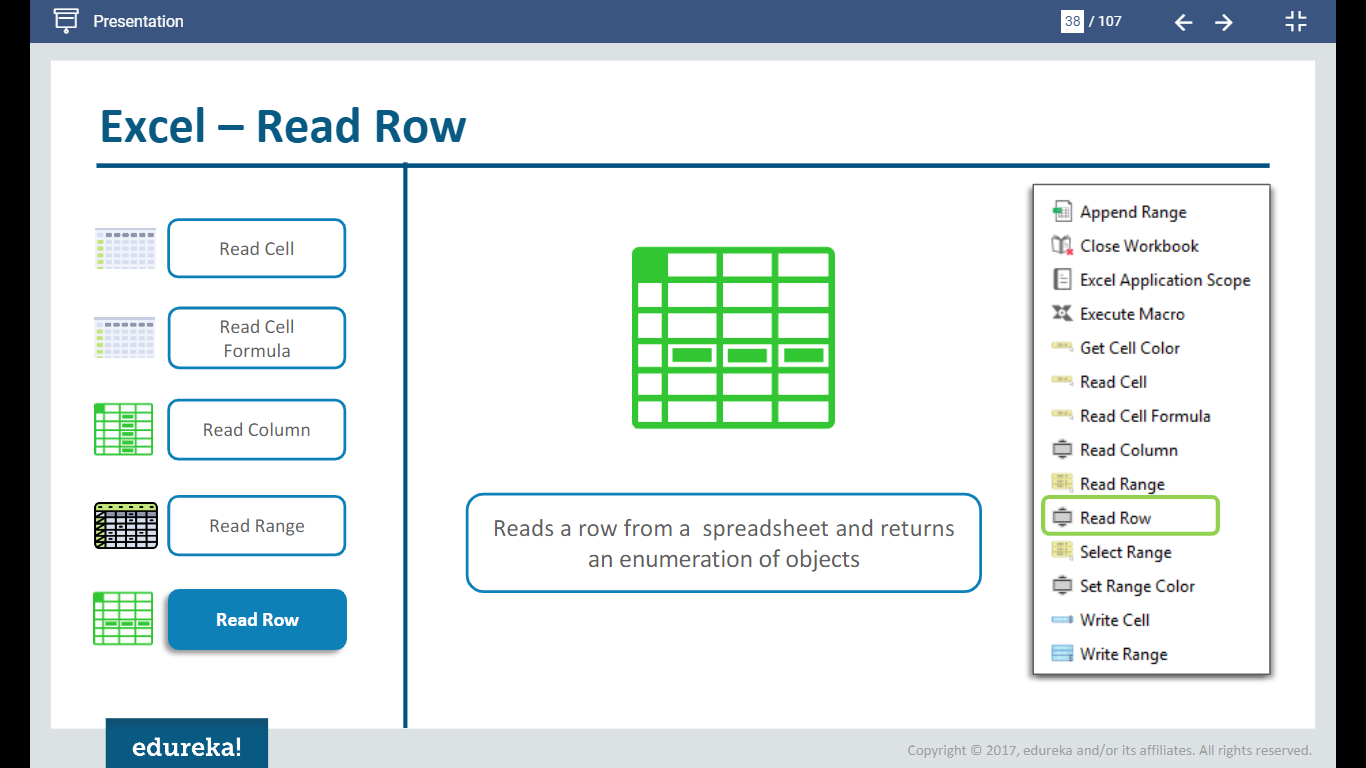 Presentation
38 / 107
Excel – Read Row
Read Cell
Read Cell
Formula
Read Column
Read Range
Read Row
Reads a row from a  spreadsheet and returns
an enumeration of objects
Append Range
Close Workbook
Excel Application Scope
Execute Macro
Get Cell Color
Read Cell
Read Cell Formula
Read Column
Read Range
Read Row
Select Range
Set Range Color
Write Cell
Write Range
edureka!
Copyright © 2017, edureka and/or its affiliates. All rights reserved.